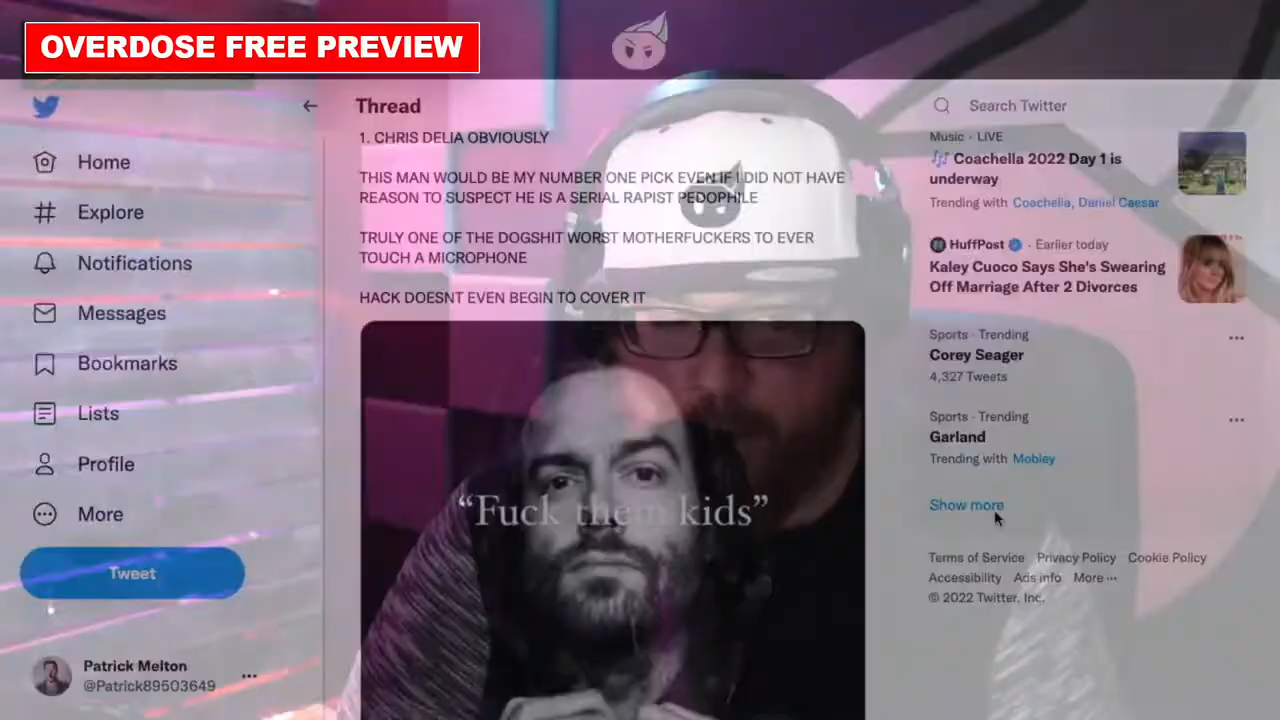 OVERDOSE FREE PREVIEW
Thread
Search Twitter
Home
Explore
Notifications
Messages
Bookmarks
Lists
Profile
More
Tweet
Patrick Melton
@Patrick89503649
1. CHRIS DELIA OBVIOUSLY
THIS MAN WOULD BE MY NUMBER ONE PICK EVEN IF I DID NOT HAVE
REASON TO SUSPECT HE IS A SERIAL RAPIST PEDOPHILE
TRULY ONE OF THE DOGSHIT WORST MOTHERFUCKERS TO EVER
TOUCH A MICROPHONE
HACK DOESNT EVEN BEGIN TO COVER IT
“Fuck them kids”
Music · LIVE
🎶 Coachella 2022 Day 1 is
underway
Trending with Coachella, Daniel Caesar
HuffPost · Earlier today
Kaley Cuoco Says She's Swearing
Off Marriage After 2 Divorces
Sports · Trending
Corey Seager
4,327 Tweets
Sports · Trending
Garland
Trending with Mobley
Show more
Terms of Service Privacy Policy Cookie Policy
Accessibility Ads info More ···
© 2022 Twitter, Inc.